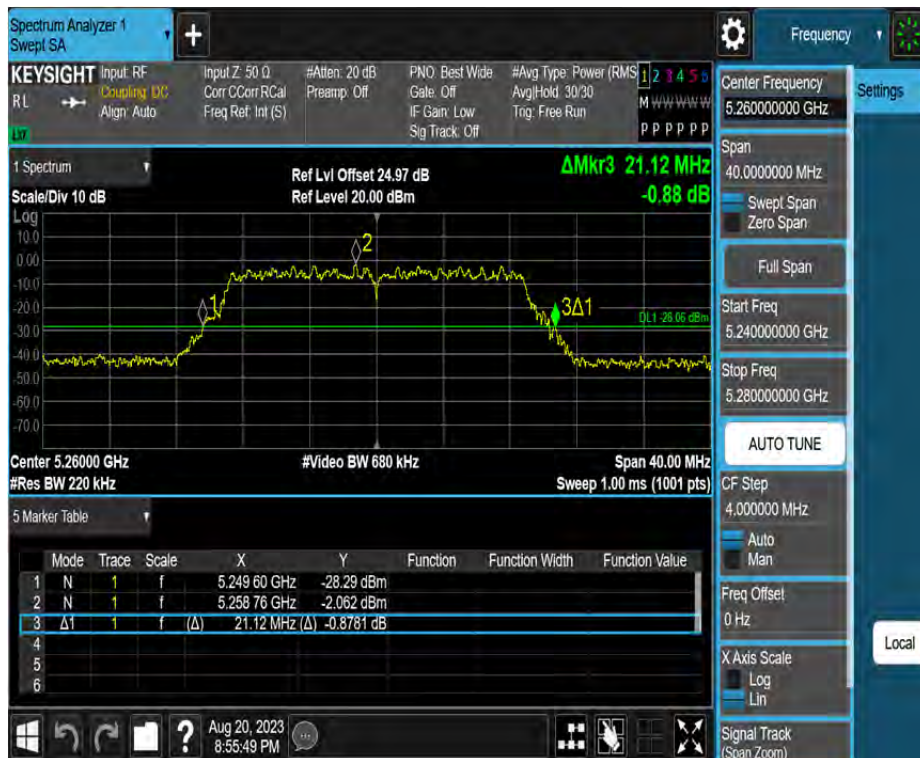 Spectrum Analyzer 1
Swept SA
+
Frequency
KEYSIGHT Input: RF Input Z: 50 Ω #Atten: 20 dB PNO: Best Wide #Avg Type: Power (RMS 1 2 3 4 5 6
RL Coupling: DC Corr CCorr RCal Preamp: Off Gate: Off Avg|Hold: 30/30 M W W W W W
Align: Auto Freq Ref: Int (S) IF Gain: Low Trig: Free Run
Sig Track: Off P P P P P P
LXI
Center Frequency
5.260000000 GHz
Settings
Span
40.0000000 MHz
Swept Span
Zero Span
Full Span
Start Freq
5.240000000 GHz
Stop Freq
5.280000000 GHz
AUTO TUNE
CF Step
4.000000 MHz
Auto
Man
Freq Offset
0 Hz
X Axis Scale
Log
Lin
Signal Track
(Span Zoom)
Local
1 Spectrum
Ref Lvl Offset 24.97 dB ΔMkr3 21.12 MHz
Scale/Div 10 dB Ref Level 20.00 dBm -0.88 dB
Log
10.0
0.00
-10.0
-20.0
-30.0
-40.0
-50.0
-60.0
-70.0
2
1
3Δ1
DL1 -28.06 dBm
Center 5.26000 GHz #Video BW 680 kHz Span 40.00 MHz
#Res BW 220 kHz Sweep 1.00 ms (1001 pts)
5 Marker Table
Mode Trace Scale X Y Function Function Width Function Value
1 N 1 f 5.249 60 GHz -28.29 dBm
2 N 1 f 5.258 76 GHz -2.062 dBm
3 Δ1 1 f (Δ) 21.12 MHz (Δ) -0.8781 dB
4
5
6
?
Aug 20, 2023
8:55:49 PM